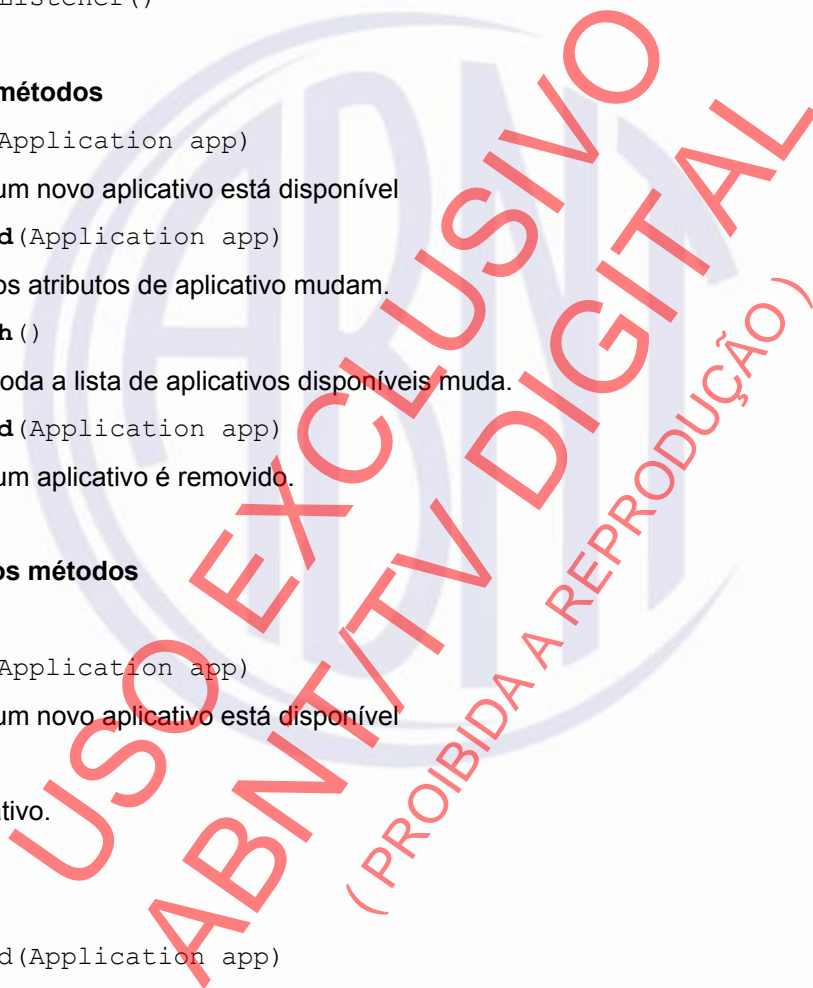 Listener()
métodos
Application app)
um novo aplicativo está disponível
d(Application app)
os atributos de aplicativo mudam.
h()
oda a lista de aplicativos disponíveis muda.
d(Application app)
um aplicativo é removido.
os métodos
Application app)
um novo aplicativo está disponível
tivo.
d(Application app)
USO EXCLUSIVO
ABNT/TV DIGITAL
( PROIBIDA A REPRODUÇÃO )
ABNT